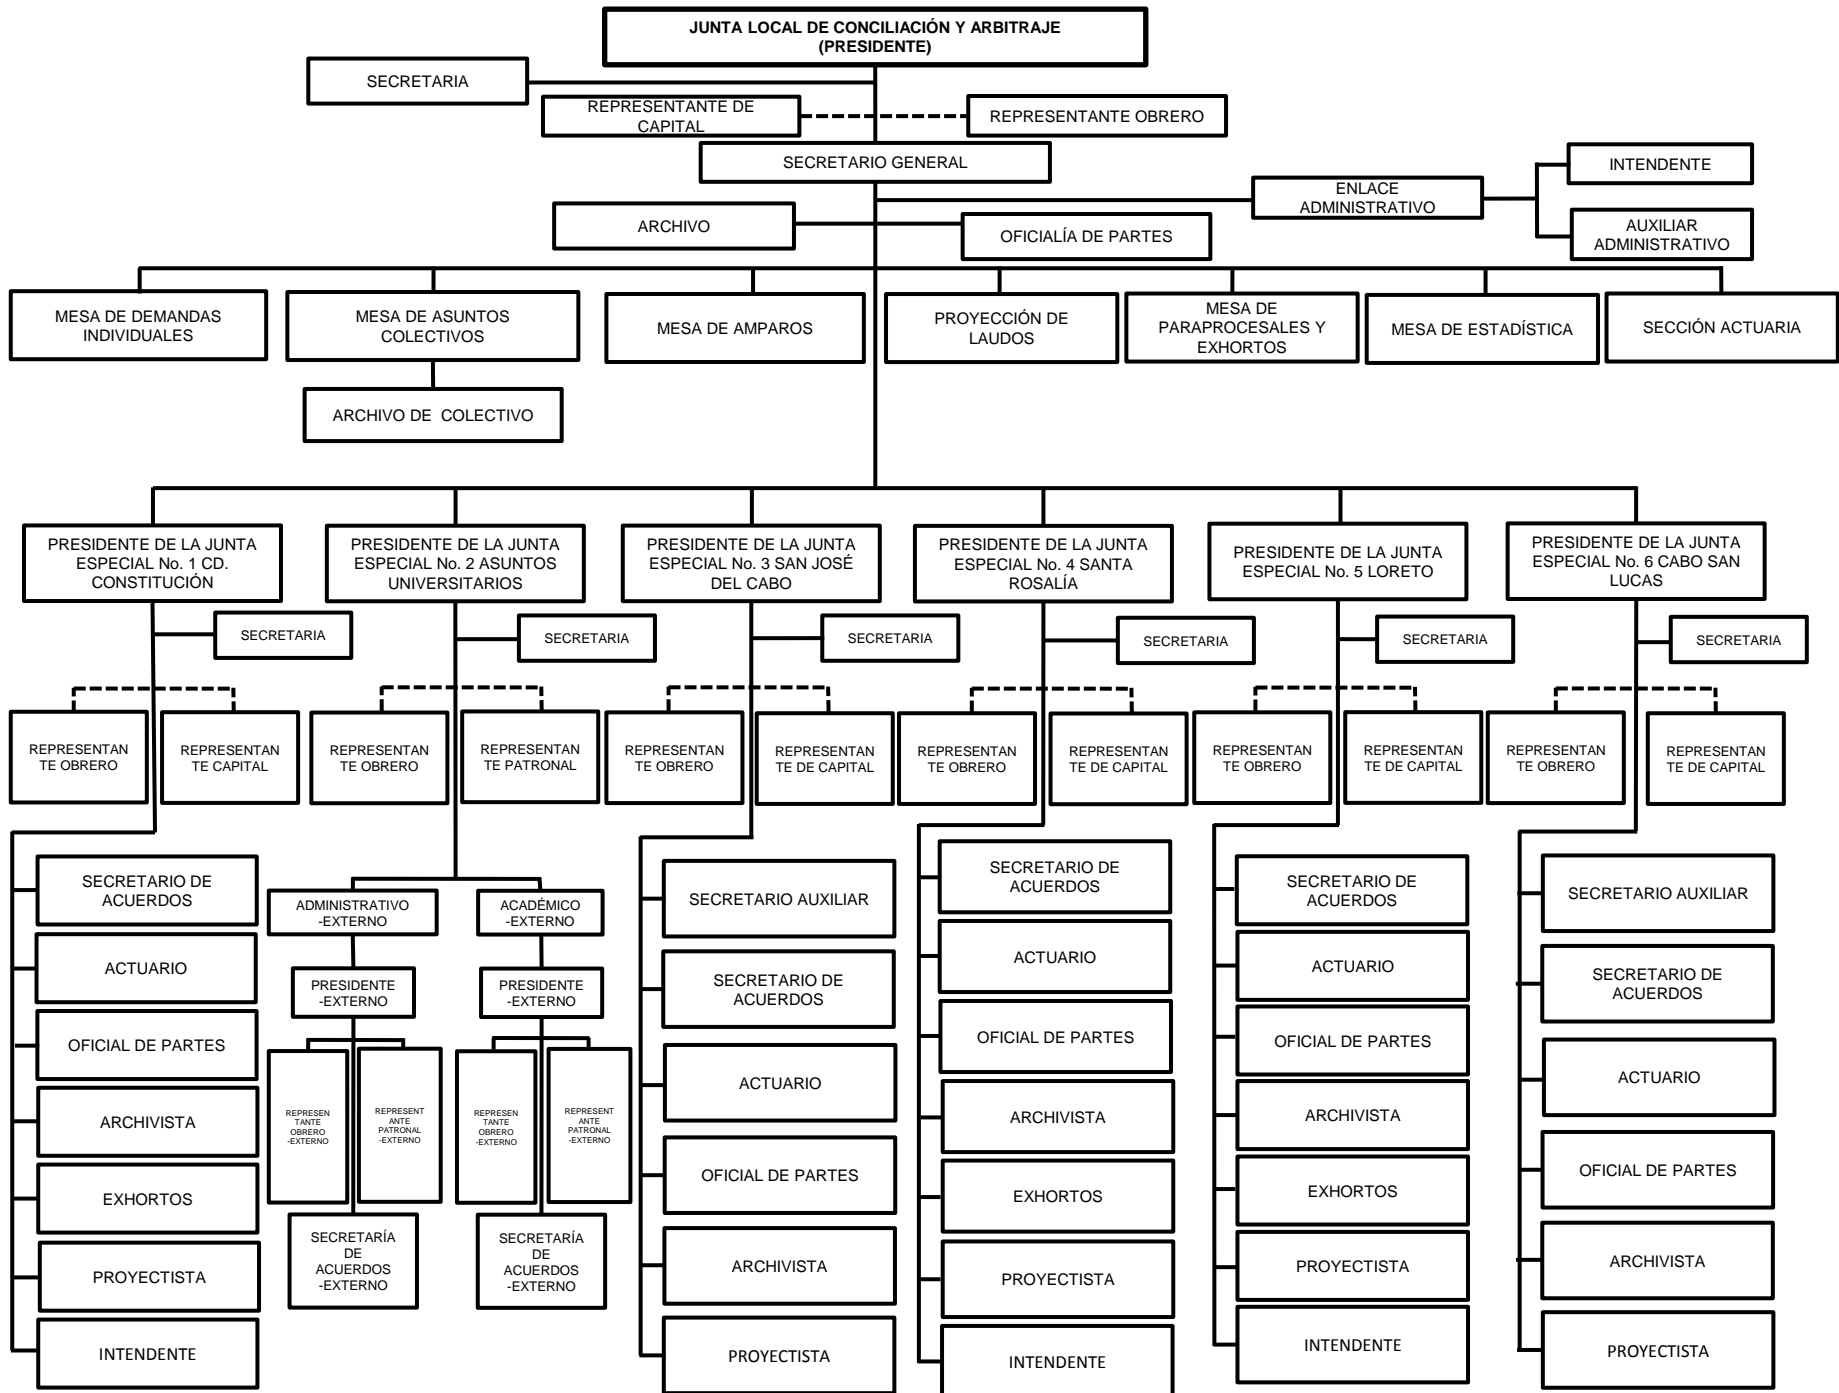 JUNTA LOCAL DE CONCILIACIÓN Y ARBITRAJE
(PRESIDENTE)
SECRETARIA
REPRESENTANTE DE
CAPITAL
REPRESENTANTE OBRERO
SECRETARIO GENERAL
INTENDENTE
ENLACE
ADMINISTRATIVO
AUXILIAR
ADMINISTRATIVO
ARCHIVO
OFICIALÍA DE PARTES
MESA DE DEMANDAS
INDIVIDUALES
MESA DE ASUNTOS
COLECTIVOS
MESA DE AMPAROS
PROYECCIÓN DE
LAUDOS
MESA DE
PARAPROCESALES Y
EXHORTOS
MESA DE ESTADÍSTICA
SECCIÓN ACTUARIA
ARCHIVO DE COLECTIVO
PRESIDENTE DE LA JUNTA
ESPECIAL No. 1 CD.
CONSTITUCIÓN
PRESIDENTE DE LA JUNTA
ESPECIAL No. 2 ASUNTOS
UNIVERSITARIOS
PRESIDENTE DE LA JUNTA
ESPECIAL No. 3 SAN JOSÉ
DEL CABO
PRESIDENTE DE LA JUNTA
ESPECIAL No. 4 SANTA
ROSALÍA
PRESIDENTE DE LA JUNTA
ESPECIAL No. 5 LORETO
PRESIDENTE DE LA JUNTA
ESPECIAL No. 6 CABO SAN
LUCAS
SECRETARIA
SECRETARIA
SECRETARIA
SECRETARIA
SECRETARIA
SECRETARIA
REPRESENTAN
TE OBRERO
REPRESENTAN
TE CAPITAL
REPRESENTAN
TE OBRERO
REPRESENTAN
TE PATRONAL
REPRESENTAN
TE OBRERO
REPRESENTAN
TE DE CAPITAL
REPRESENTAN
TE OBRERO
REPRESENTAN
TE DE CAPITAL
REPRESENTAN
TE OBRERO
REPRESENTAN
TE DE CAPITAL
REPRESENTAN
TE OBRERO
REPRESENTAN
TE DE CAPITAL
SECRETARIO DE
ACUERDOS
ACTUARIO
OFICIAL DE PARTES
ARCHIVISTA
EXHORTOS
PROYECTISTA
INTENDENTE
ADMINISTRATIVO
-EXTERNO
PRESIDENTE
-EXTERNO
REPRESEN
TANTE
OBRERO
-EXTERNO
REPRESENT
ANTE
PATRONAL
-EXTERNO
SECRETARÍA
DE
ACUERDOS
-EXTERNO
ACADÉMICO
-EXTERNO
PRESIDENTE
-EXTERNO
REPRESEN
TANTE
OBRERO
-EXTERNO
REPRESENT
ANTE
PATRONAL
-EXTERNO
SECRETARÍA
DE
ACUERDOS
-EXTERNO
SECRETARIO AUXILIAR
SECRETARIO DE
ACUERDOS
ACTUARIO
OFICIAL DE PARTES
ARCHIVISTA
PROYECTISTA
SECRETARIO DE
ACUERDOS
ACTUARIO
OFICIAL DE PARTES
ARCHIVISTA
EXHORTOS
PROYECTISTA
INTENDENTE
SECRETARIO DE
ACUERDOS
ACTUARIO
OFICIAL DE PARTES
ARCHIVISTA
EXHORTOS
PROYECTISTA
INTENDENTE
SECRETARIO AUXILIAR
SECRETARIO DE
ACUERDOS
ACTUARIO
OFICIAL DE PARTES
ARCHIVISTA
PROYECTISTA